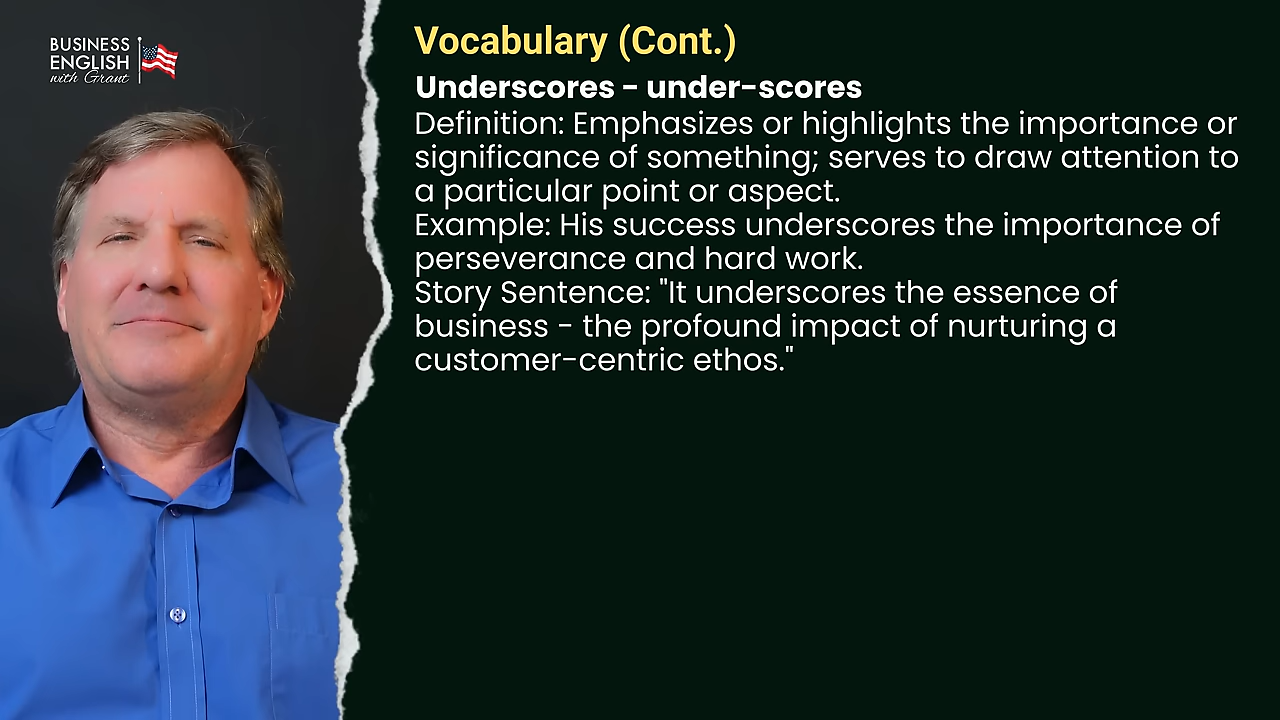 BUSINESS
ENGLISH
with Grant
Vocabulary (Cont.)
Underscores - under-scores
Definition: Emphasizes or highlights the importance or
significance of something; serves to draw attention to
a particular point or aspect.
Example: His success underscores the importance of
perseverance and hard work.
Story Sentence: "It underscores the essence of
business - the profound impact of nurturing a
customer-centric ethos."